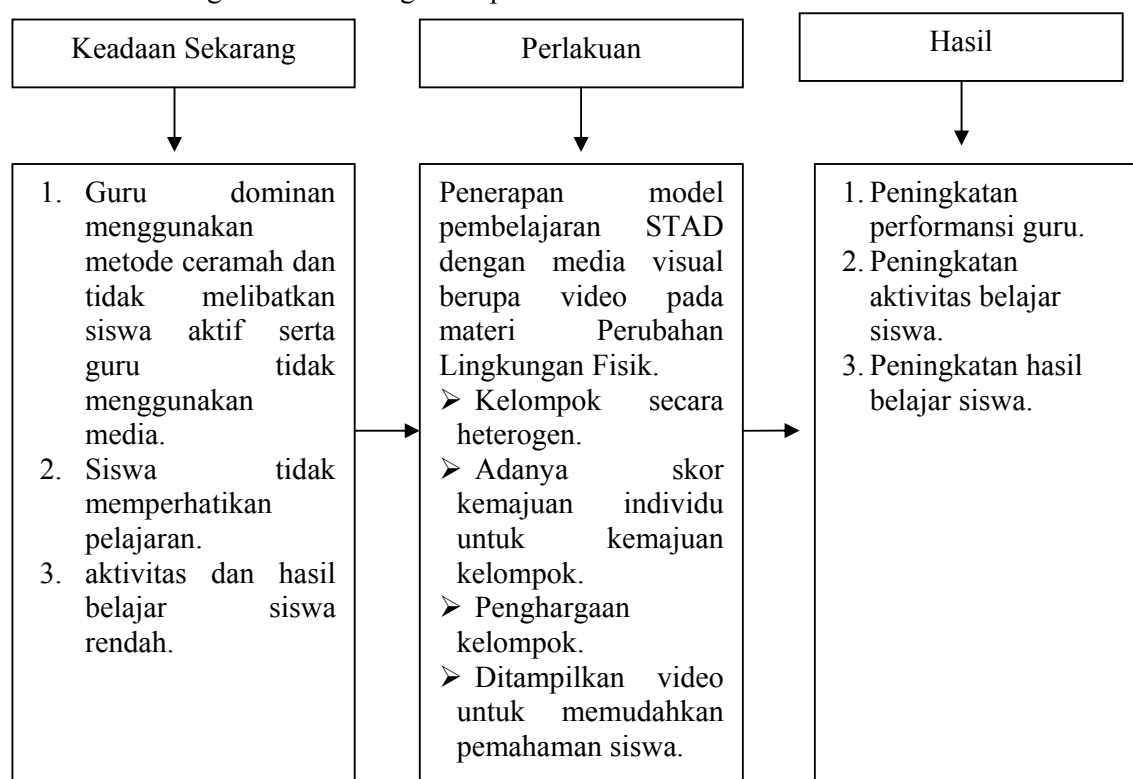 Keadaan Sekarang
Perlakuan
Hasil
1. Guru dominan
menggunakan
metode ceramah dan
tidak melibatkan
siswa aktif serta
guru tidak
menggunakan
media.
2. Siswa tidak
memperhatikan
pelajaran.
3. aktivitas dan hasil
belajar siswa
rendah.
Penerapan model
pembelajaran STAD
dengan media visual
berupa video pada
materi Perubahan
Lingkungan Fisik.
➢ Kelompok secara
heterogen.
➢ Adanya skor
kemajuan individu
untuk kemajuan
kelompok.
➢ Penghargaan
kelompok.
➢ Ditampilkan video
untuk memudahkan
pemahaman siswa.
1. Peningkatan
performansi guru.
2. Peningkatan
aktivitas belajar
siswa.
3. Peningkatan hasil
belajar siswa.